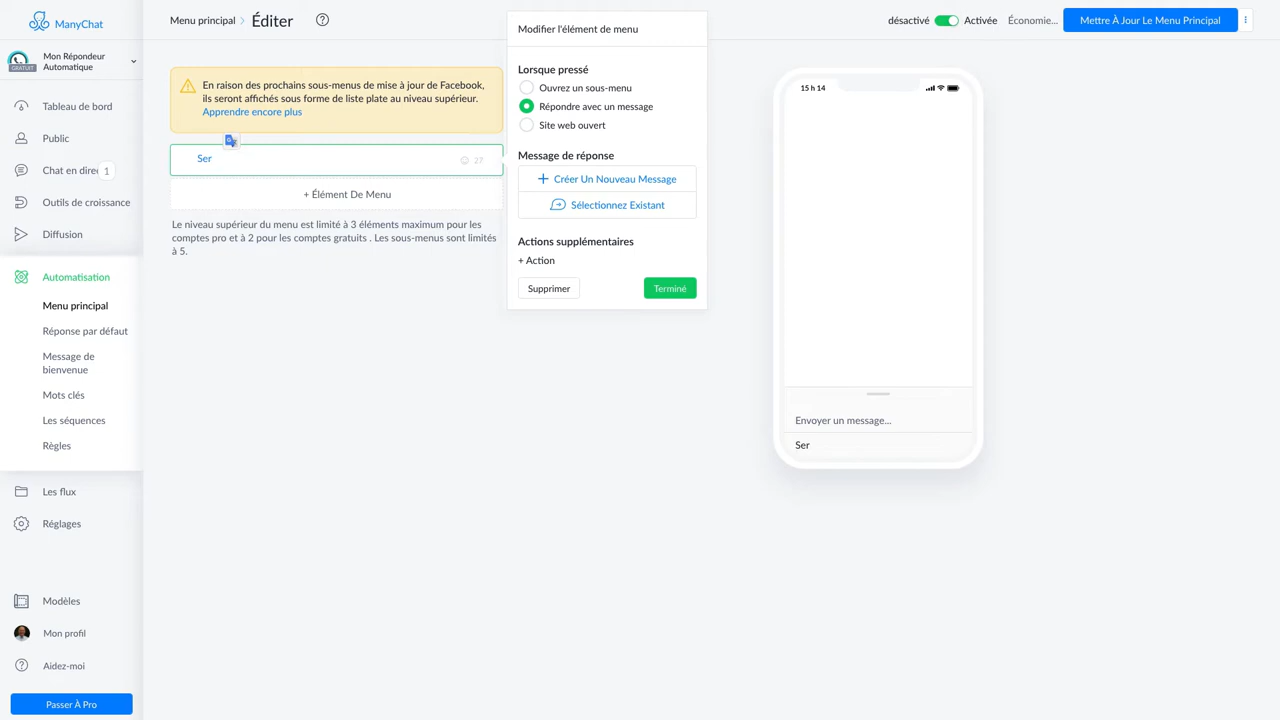 ManyChat
Menu principal
Éditer
désactivé
Activée
Économie...
Mettre À Jour Le Menu Principal
Mon Répondeur
Automatique
GRATUIT
Tableau de bord
Public
Chat en direc
1
Outils de croissance
Diffusion
Automatisation
Menu principal
Réponse par défaut
Message de
bienvenue
Mots clés
Les séquences
Règles
Les flux
Réglages
Modèles
Mon profil
Aidez-moi
Passer À Pro
En raison des prochains sous-menus de mise à jour de Facebook,
ils seront affichés sous forme de liste plate au niveau supérieur.
Apprendre encore plus
Ser
27
+ Élément De Menu
Le niveau supérieur du menu est limité à 3 éléments maximum pour les
comptes pro et à 2 pour les comptes gratuits . Les sous-menus sont limités
à 5.
Modifier l'élément de menu
Lorsque pressé
Ouvrez un sous-menu
Répondre avec un message
Site web ouvert
Message de réponse
Créer Un Nouveau Message
Sélectionnez Existant
Actions supplémentaires
+ Action
Supprimer
Terminé
15 h 14
Envoyer un message...
Ser